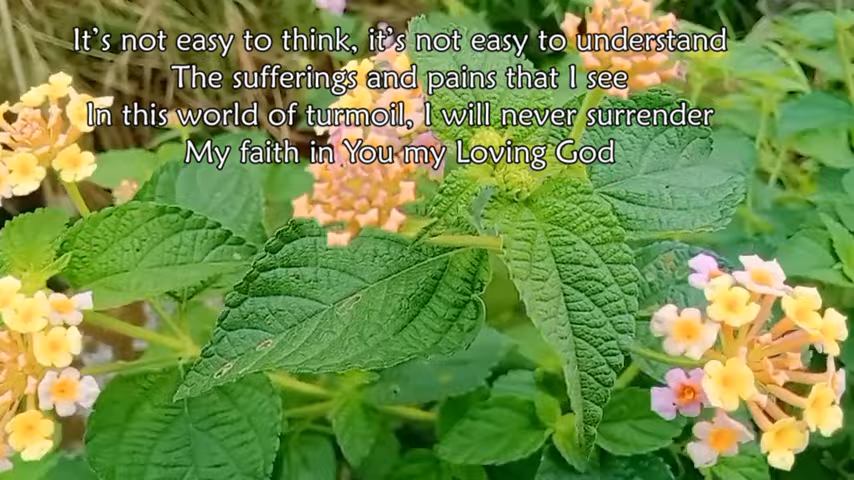 It's not easy to think, it's not easy to understand
The sufferings and pains that I see
In this world of turmoil, I will never surrender
My faith in You my Loving God